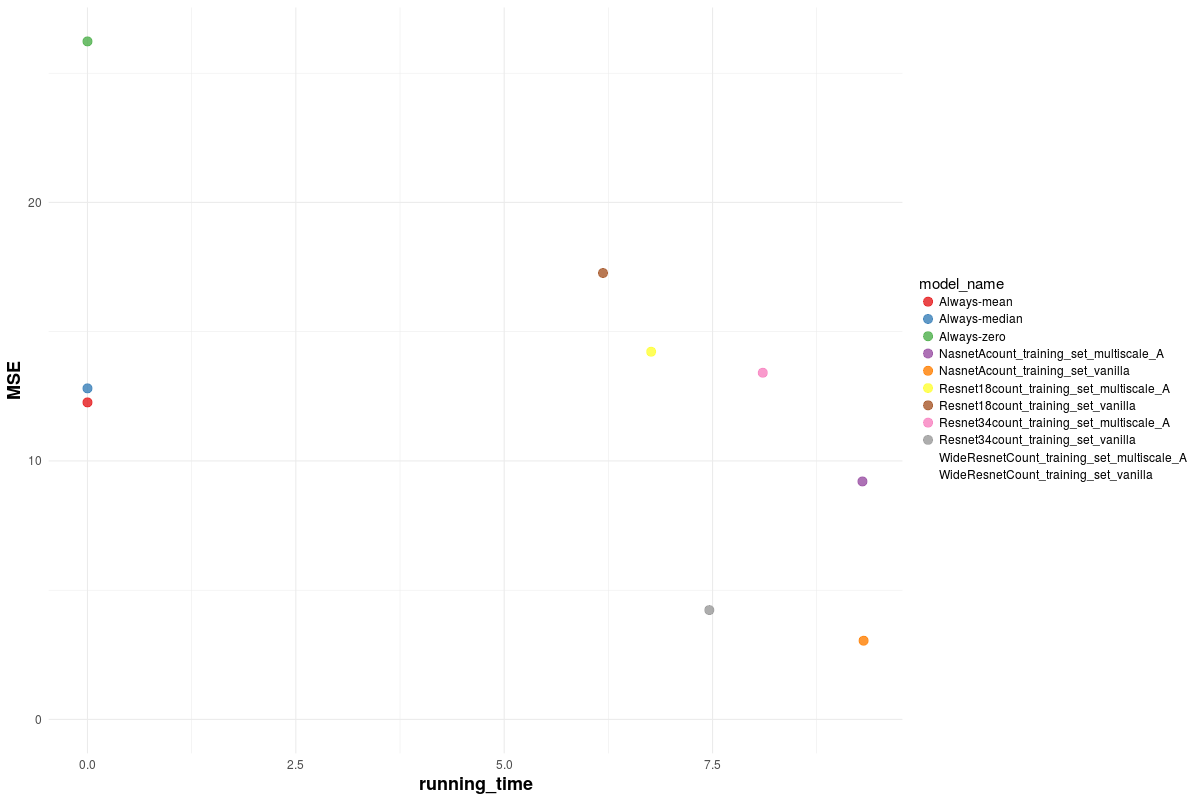 MSE
20
10
0
0.0
2.5
5.0
7.5
running_time
model_name
Always-mean
Always-median
Always-zero
NasnetAcount_training_set_multiscale_A
NasnetAcount_training_set_vanilla
Resnet18count_training_set_multiscale_A
Resnet18count_training_set_vanilla
Resnet34count_training_set_multiscale_A
Resnet34count_training_set_vanilla
WideResnetCount_training_set_multiscale_A
WideResnetCount_training_set_vanilla